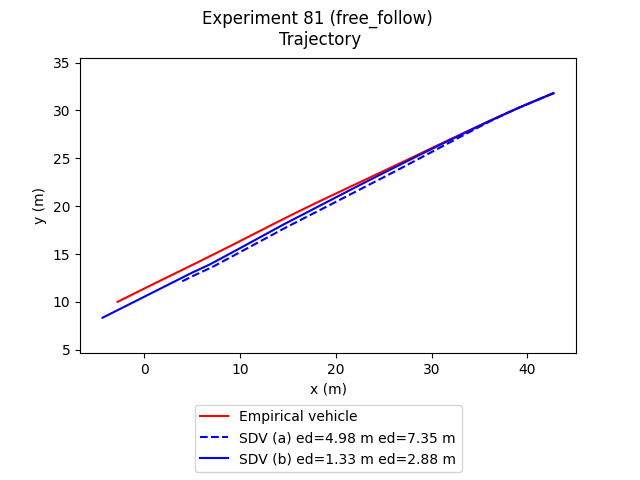 Experiment 81 (free_follow)
Trajectory
35
30
25
20
15
10
5
y (m)
0
10
20
30
40
x (m)
Empirical vehicle
SDV (a) ed=4.98 m ed=7.35 m
SDV (b) ed=1.33 m ed=2.88 m